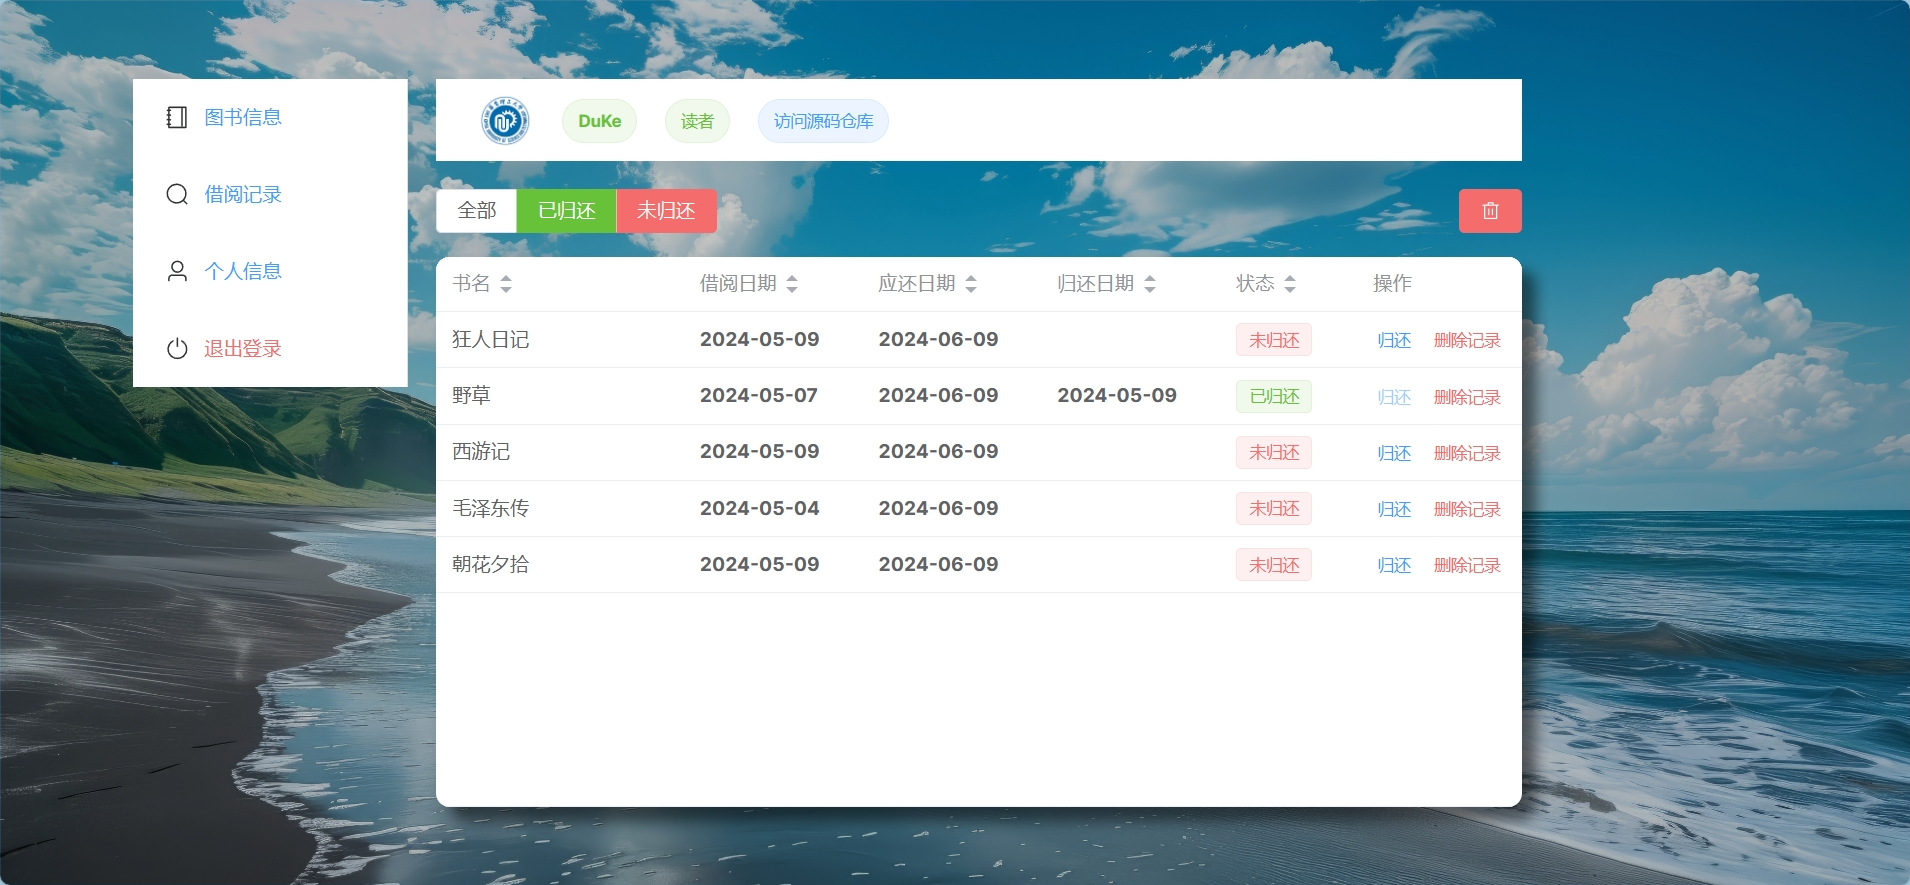 图书信息
借阅记录
个人信息
退出登录
DuKe 读者 访问源码仓库
全部 已归还 未归还
书名 借阅日期 应还日期 归还日期 状态 操作
狂人日记 2024-05-09 2024-06-09 未归还 归还 删除记录
野草 2024-05-07 2024-06-09 2024-05-09 已归还 归还 删除记录
西游记 2024-05-09 2024-06-09 未归还 归还 删除记录
毛泽东传 2024-05-04 2024-06-09 未归还 归还 删除记录
朝花夕拾 2024-05-09 2024-06-09 未归还 归还 删除记录